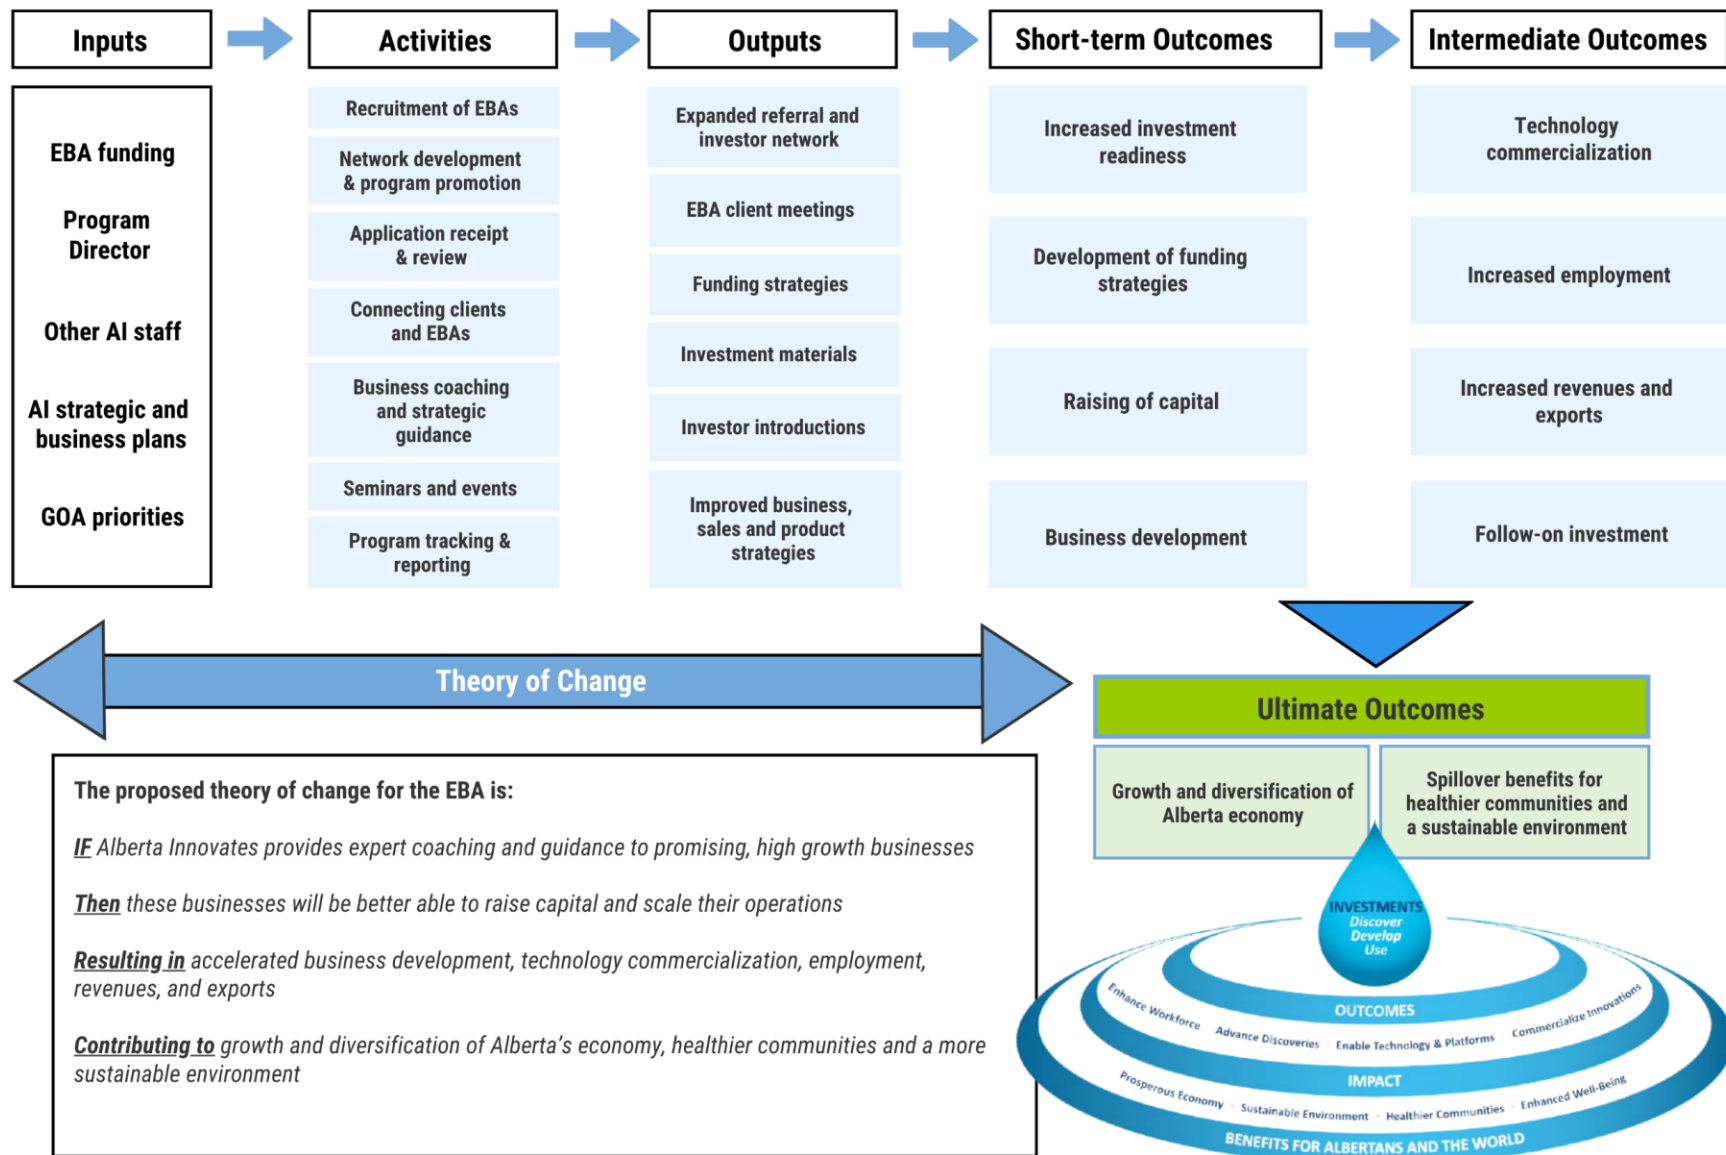 Inputs
Activities
Outputs
Short-term Outcomes
Intermediate Outcomes
EBA funding
Program
Director
Other AI staff
AI strategic and
business plans
GOA priorities
Recruitment of EBAs
Network development
& program promotion
Application receipt
& review
Connecting clients
and EBAs
Business coaching
and strategic
guidance
Seminars and events
Program tracking &
reporting
Expanded referral and
investor network
EBA client meetings
Funding strategies
Investment materials
Investor introductions
Improved business,
sales and product
strategies
Increased investment
readiness
Development of funding
strategies
Raising of capital
Business development
Technology
commercialization
Increased employment
Increased revenues and
exports
Follow-on investment
Theory of Change
The proposed theory of change for the EBA is:
IF Alberta Innovates provides expert coaching and guidance to promising, high growth businesses
Then these businesses will be better able to raise capital and scale their operations
Resulting in accelerated business development, technology commercialization, employment,
revenues, and exports
Contributing to growth and diversification of Alberta's economy, healthier communities and a more
sustainable environment
Ultimate Outcomes
Growth and diversification of
Alberta economy
Spillover benefits for
healthier communities and
a sustainable environment
INVESTMENTS
Discover
Develop
Use
OUTCOMES
Enhance Workforce Advance Discoveries Enable Technology & Platforms Commercialize Innovations
IMPACT
Prosperous Economy Sustainable Environment Healthier Communities Enhanced Well-Being
BENEFITS FOR ALBERTANS AND THE WORLD